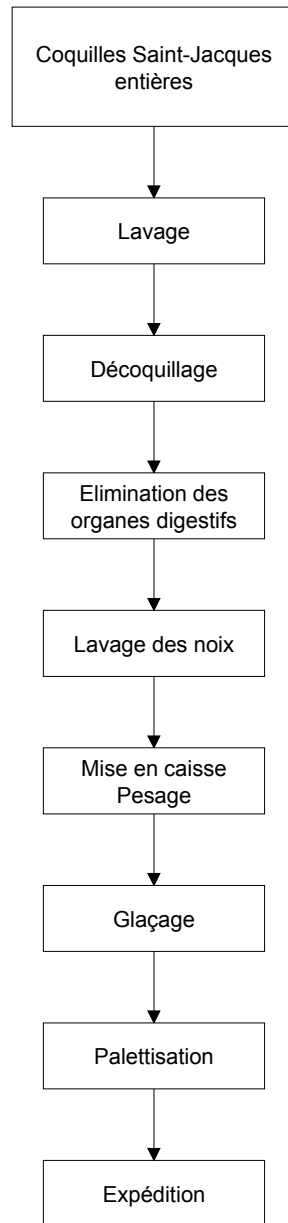 Coquilles Saint-Jacques
entières
Lavage
Décoquillage
Elimination des
organes digestifs
Lavage des noix
Mise en caisse
Pesage
Glaçage
Palettisation
Expédition